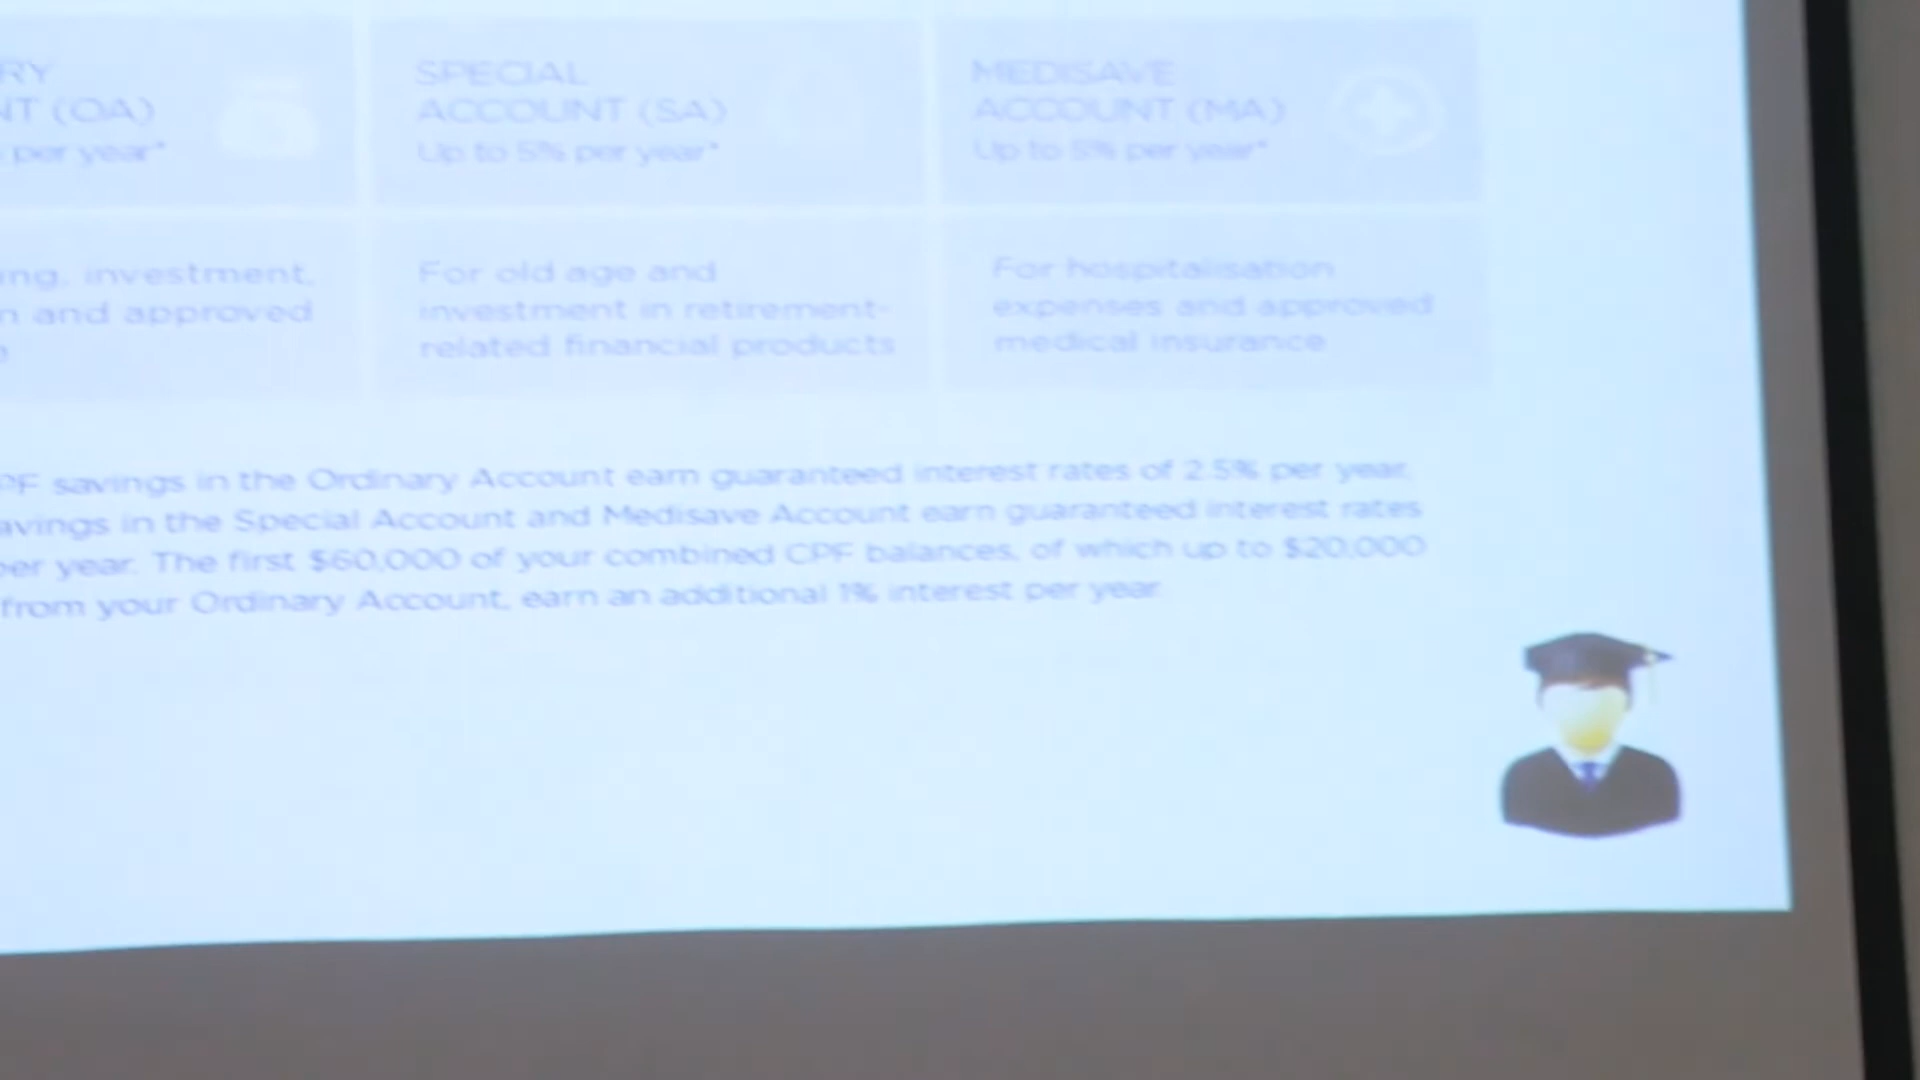 RY
NT (OA)
per year*
SPECIAL
ACCOUNT (SA)
Up to 5% per year*
MEDISAVE
ACCOUNT (MA)
Up to 5% per year*
ng, investment,
n and approved
For old age and
investment in retirement-
related financial products
For hospitalisation
expenses and approved
medical insurance
PF savings in the Ordinary Account earn guaranteed interest rates of 2.5% per year,
avings in the Special Account and Medisave Account earn guaranteed interest rates
per year. The first $60,000 of your combined CPF balances, of which up to $20,000
from your Ordinary Account, earn an additional 1% interest per year.